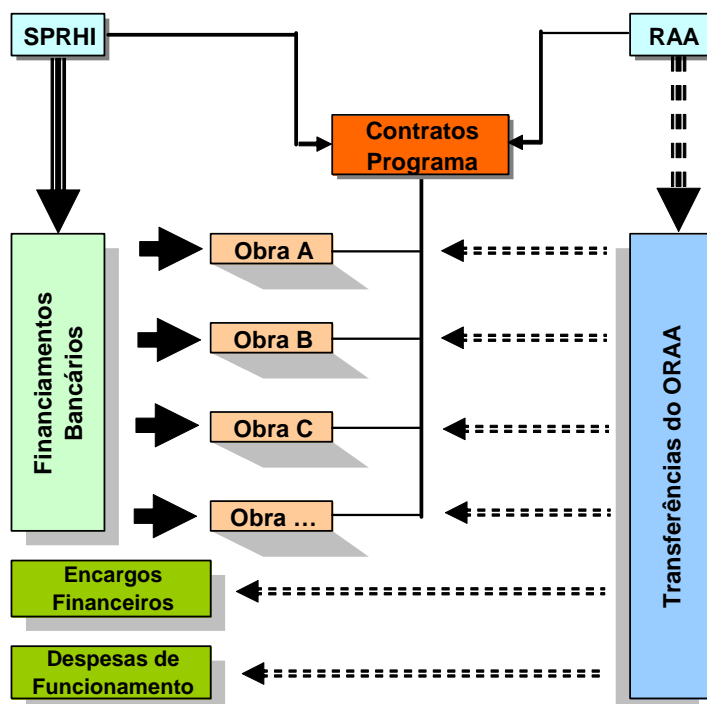 SPRHI
RAA
Contratos
Programa
Financiamentos
Bancários
Obra A
Obra B
Obra C
Obra …
Transferências do ORAA
Encargos
Financeiros
Despesas de
Funcionamento